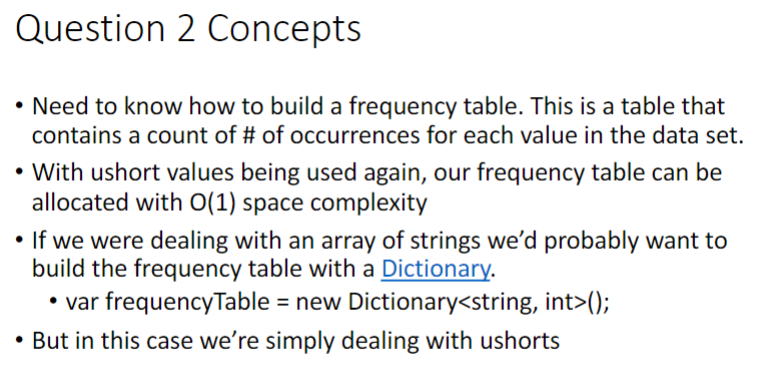 Question 2 Concepts
• Need to know how to build a frequency table. This is a table that
contains a count of # of occurrences for each value in the data set.
• With ushort values being used again, our frequency table can be
allocated with O(1) space complexity
• If we were dealing with an array of strings we'd probably want to
build the frequency table with a Dictionary.
• var frequencyTable = new Dictionary<string, int>();
• But in this case we're simply dealing with ushorts